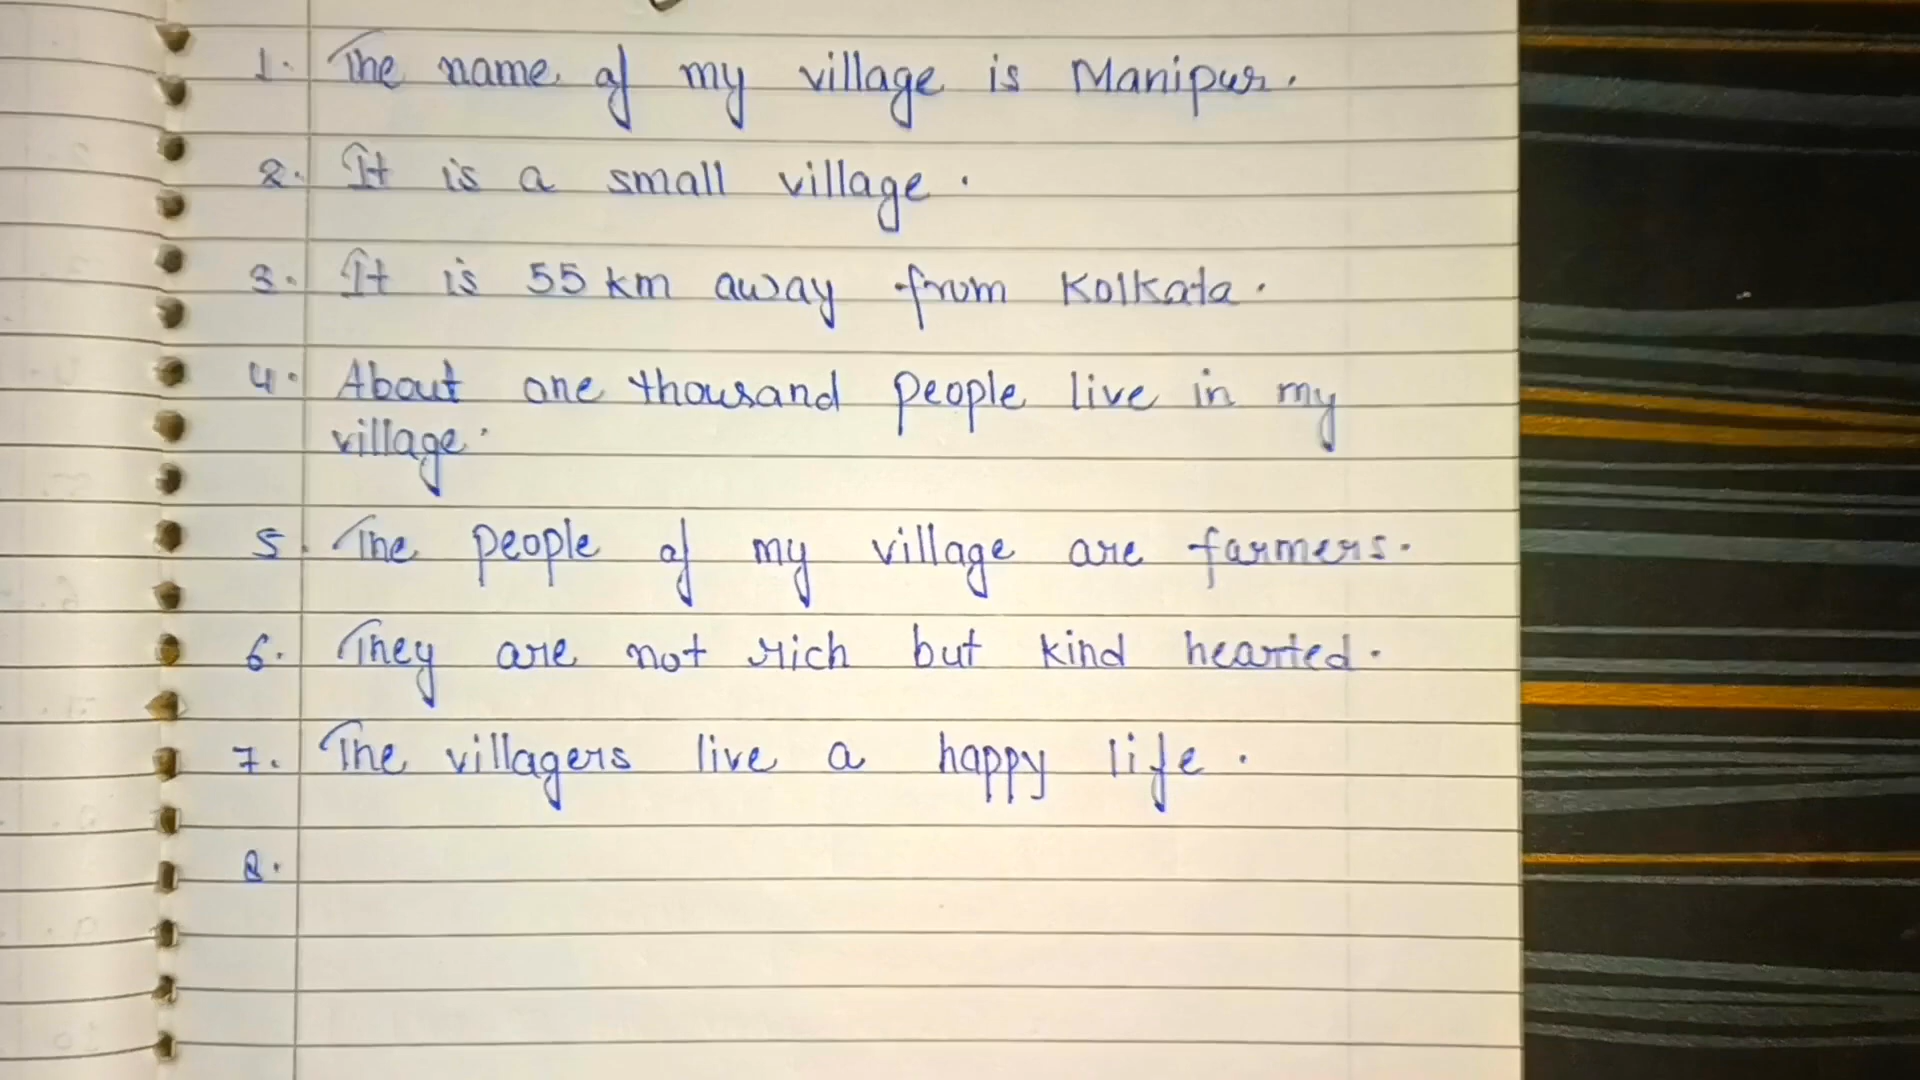 1. The name of my village is Manipur.
2. It is a small village.
3. It is 55 km away from Kolkata.
4. About one thousand people live in my
village.
5. The people of my village are farmers.
6. They are not rich but kind hearted.
7. The villagers live a happy life.
8.